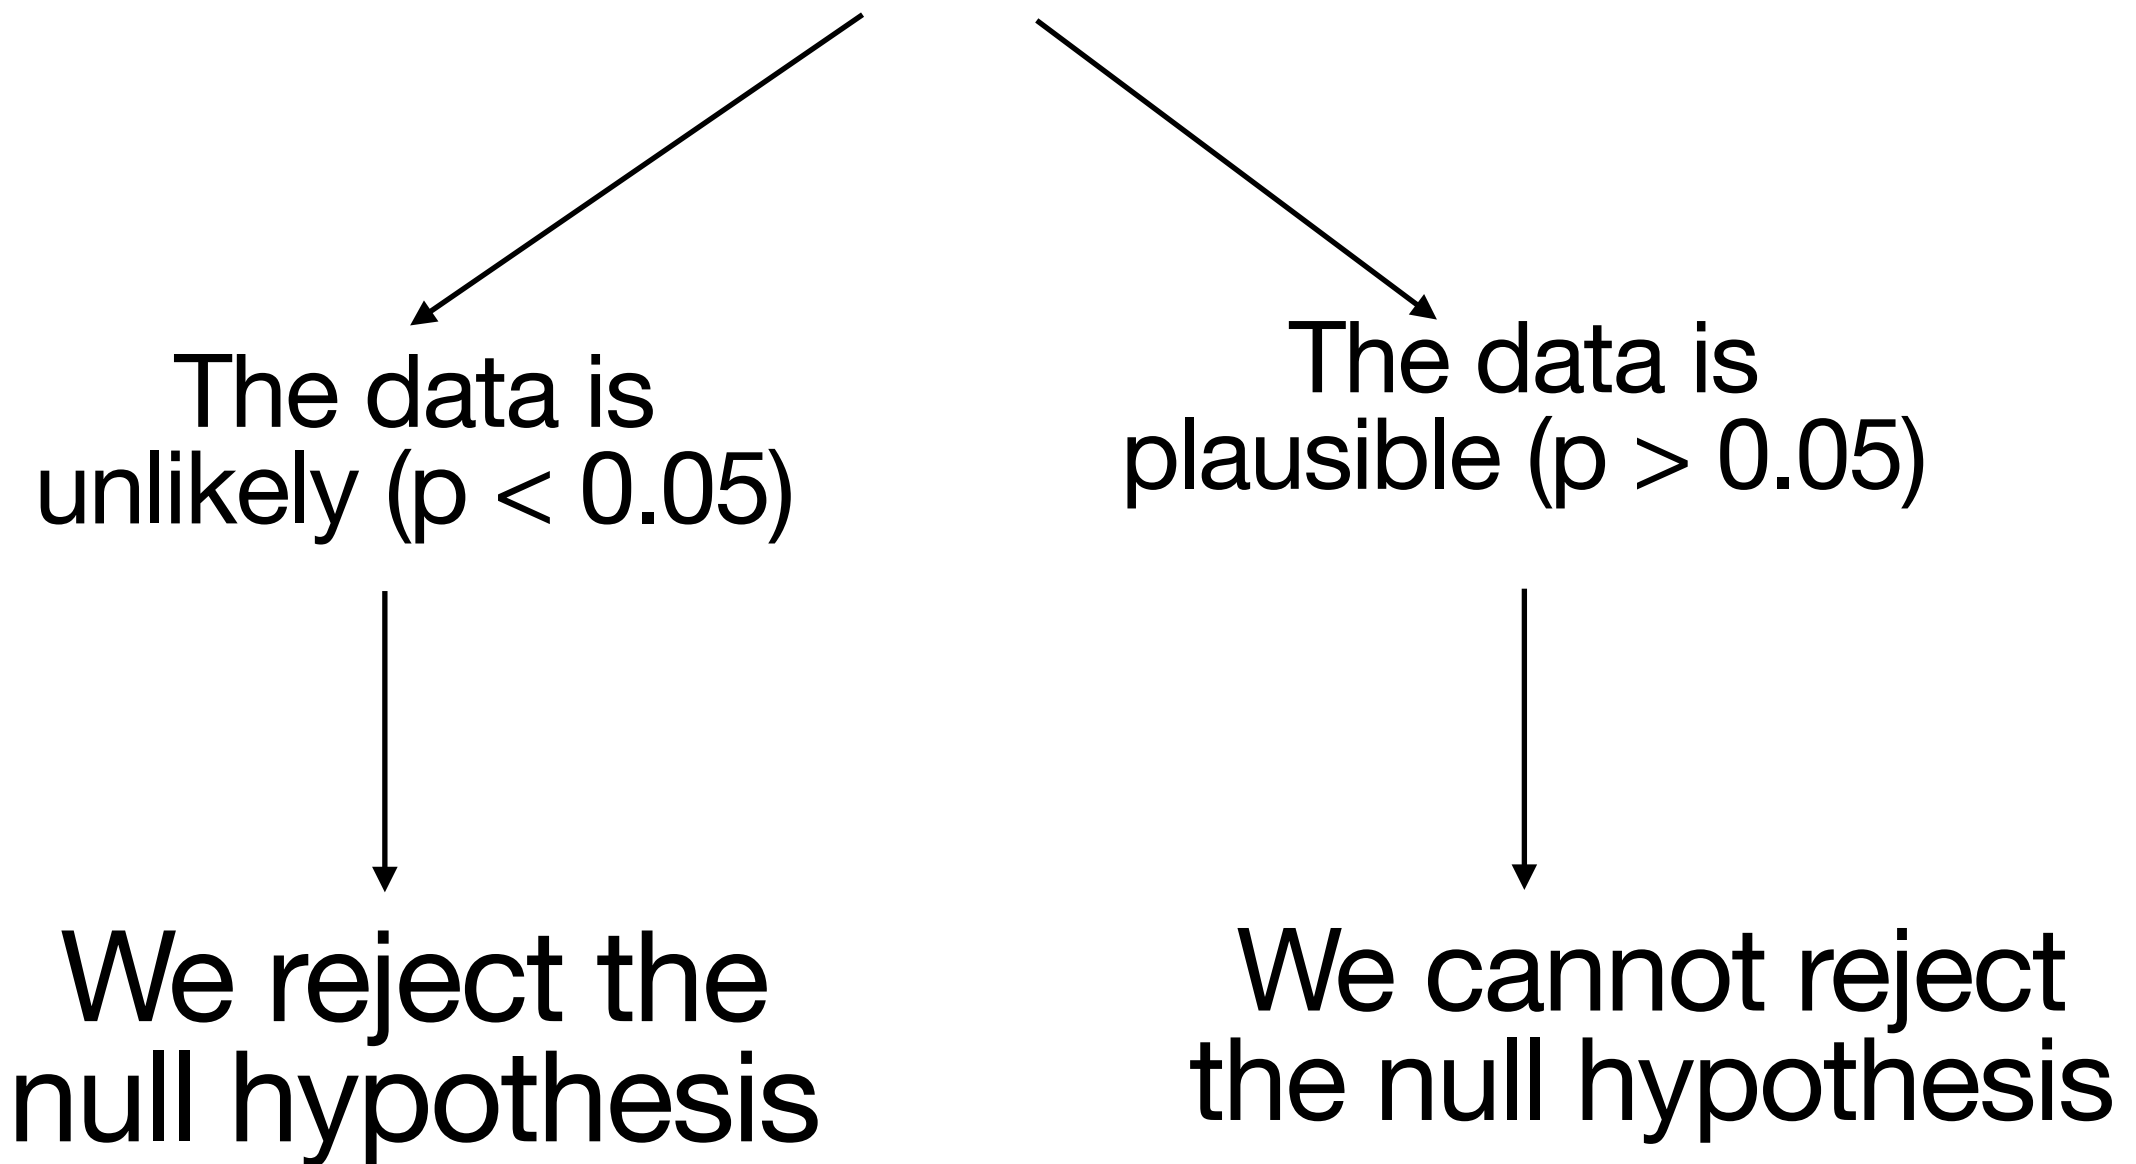 The data is
unlikely (p < 0.05)
The data is
plausible (p > 0.05)
We reject the
null hypothesis
We cannot reject
the null hypothesis